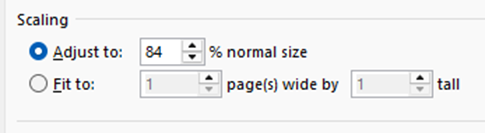 Scaling
Adjust to: 84 % normal size
Fit to: 1 page(s) wide by 1 tall